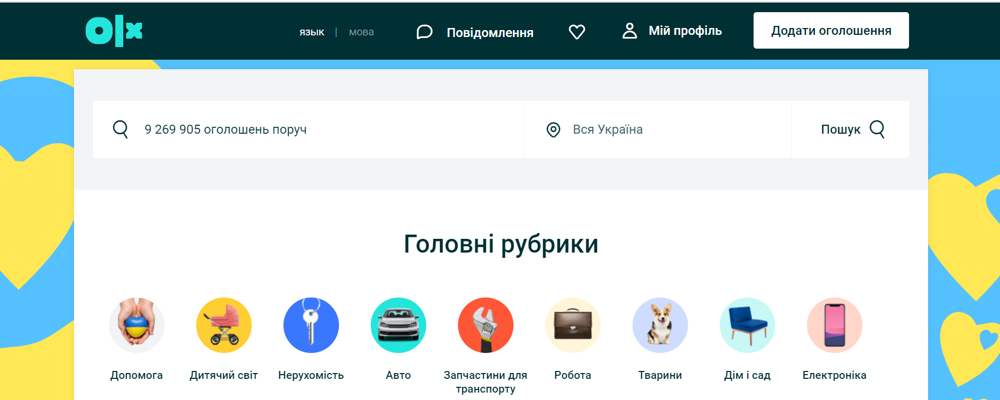 olx
язык | мова
Повідомлення
Мій профіль
Додати оголошення
9 269 905 оголошень поруч
Вся Україна
Пошук
Головні рубрики
Допомога
Дитячий світ
Нерухомість
Авто
Запчастини для
транспорту
Робота
Тварини
Дім і сад
Електроніка